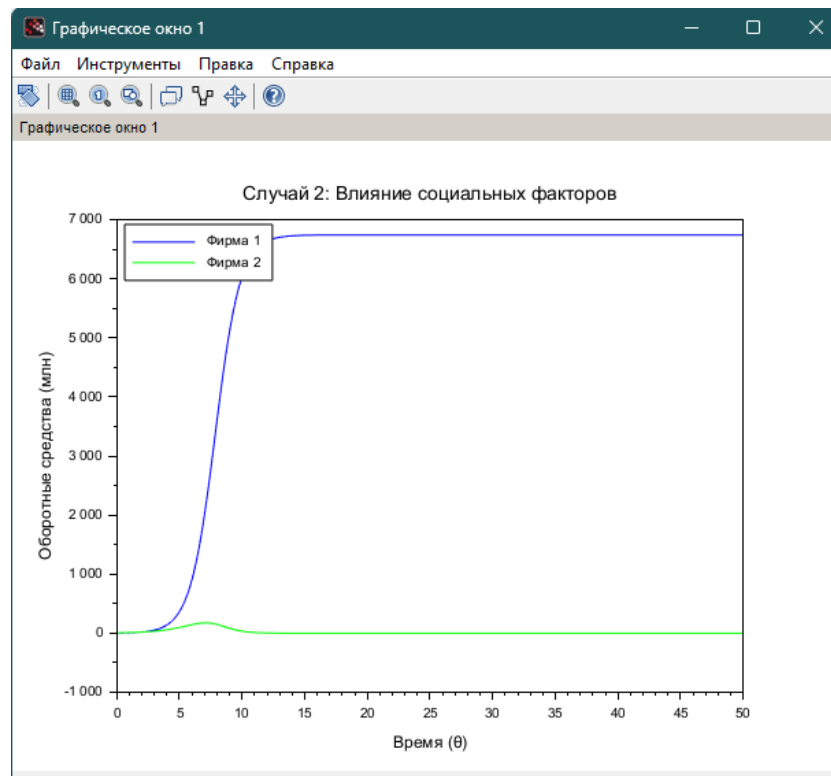 Графическое окно 1
Файл Инструменты Правка Справка
Графическое окно 1
Случай 2: Влияние социальных факторов
7 000
6 000
5 000
4 000
3 000
2 000
1 000
0
-1 000
Фирма 1
Фирма 2
Оборотные средства (млн)
0 5 10 15 20 25 30 35 40 45 50
Время (θ)